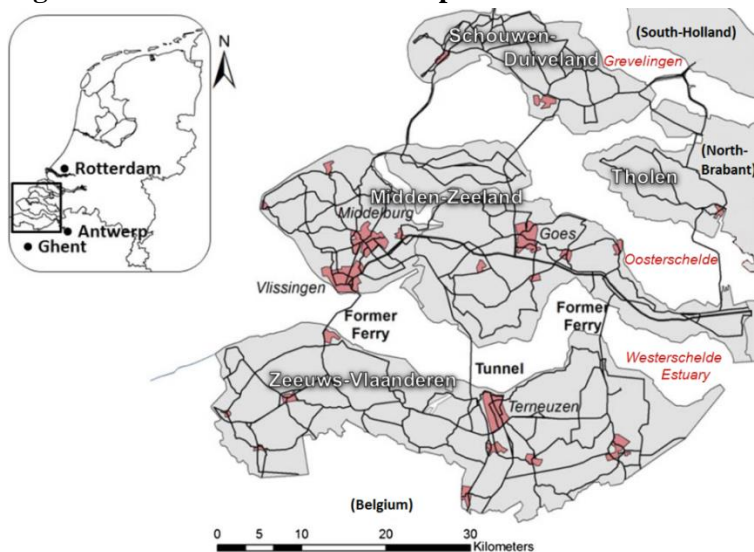 N
Rotterdam
Antwerp
Ghent
Schouwen-
Duiveland
(South-Holland)
Grevelingen
(North-
Brabant)
Tholen
Midden-Zeeland
Middelburg
Goes
Oosterschelde
Vlissingen
Former
Ferry
Former
Ferry
Westerschelde
Estuary
Tunnel
Zeeuws-Vlaanderen
Terneuzen
(Belgium)
0 5 10 20 30
Kilometers